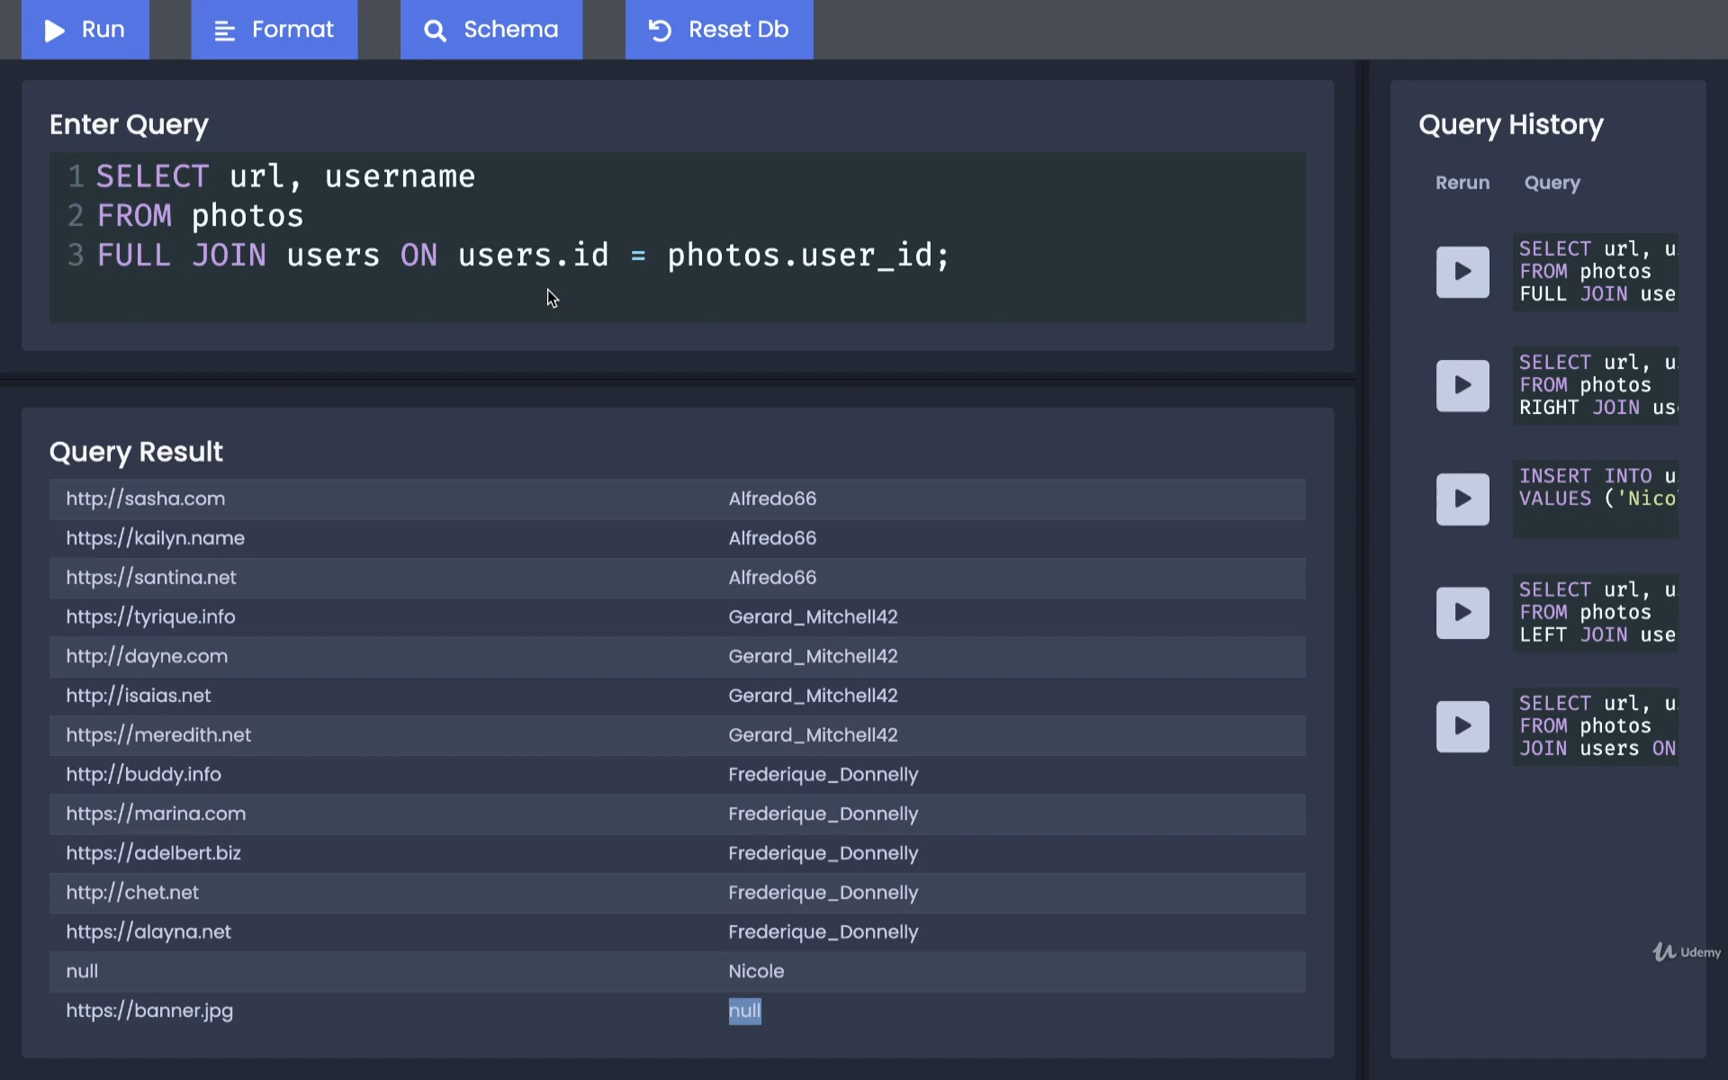 Run
Format
Schema
Reset Db
Enter Query
1 SELECT url, username
2 FROM photos
3 FULL JOIN users ON users.id = photos.user_id;
Query Result
http://sasha.com Alfredo66
https://kailyn.name Alfredo66
https://santina.net Alfredo66
https://tyrique.info Gerard_Mitchell42
http://dayne.com Gerard_Mitchell42
http://isaias.net Gerard_Mitchell42
https://meredith.net Gerard_Mitchell42
http://buddy.info Frederique_Donnelly
https://marina.com Frederique_Donnelly
https://adelbert.biz Frederique_Donnelly
http://chet.net Frederique_Donnelly
https://alayna.net Frederique_Donnelly
null Nicole
https://banner.jpg null
Query History
Rerun Query
SELECT url, u
FROM photos
FULL JOIN use
SELECT url, u
FROM photos
RIGHT JOIN us
INSERT INTO u
VALUES ('Nico
SELECT url, u
FROM photos
LEFT JOIN use
SELECT url, u
FROM photos
JOIN users ON
Udemy